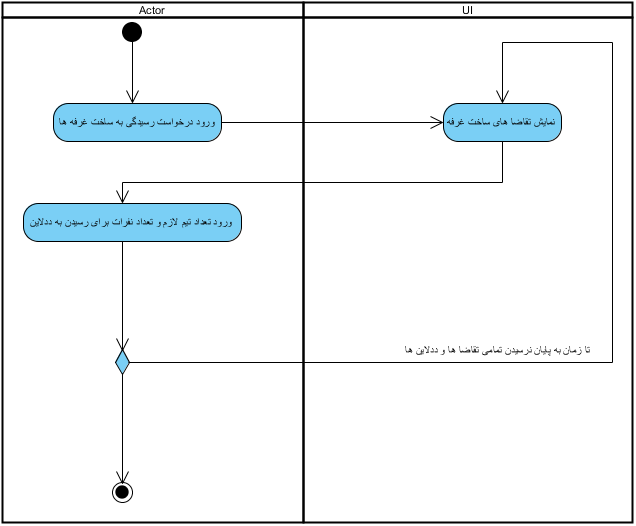 Actor
UI
ورود درخواست رسیدگی به ساخت غرفه ها
نمایش تقاضا های ساخت غرفه
ورود تعداد تیم لازم و تعداد نفرات برای رسیدن به ددلاین
تا زمان به پایان نرسیدن تمامی تقاضا ها و ددلاین ها